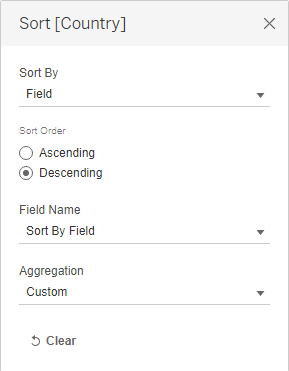 Sort [Country]
Sort By
Field
Sort Order
Ascending
Descending
Field Name
Sort By Field
Aggregation
Custom
Clear